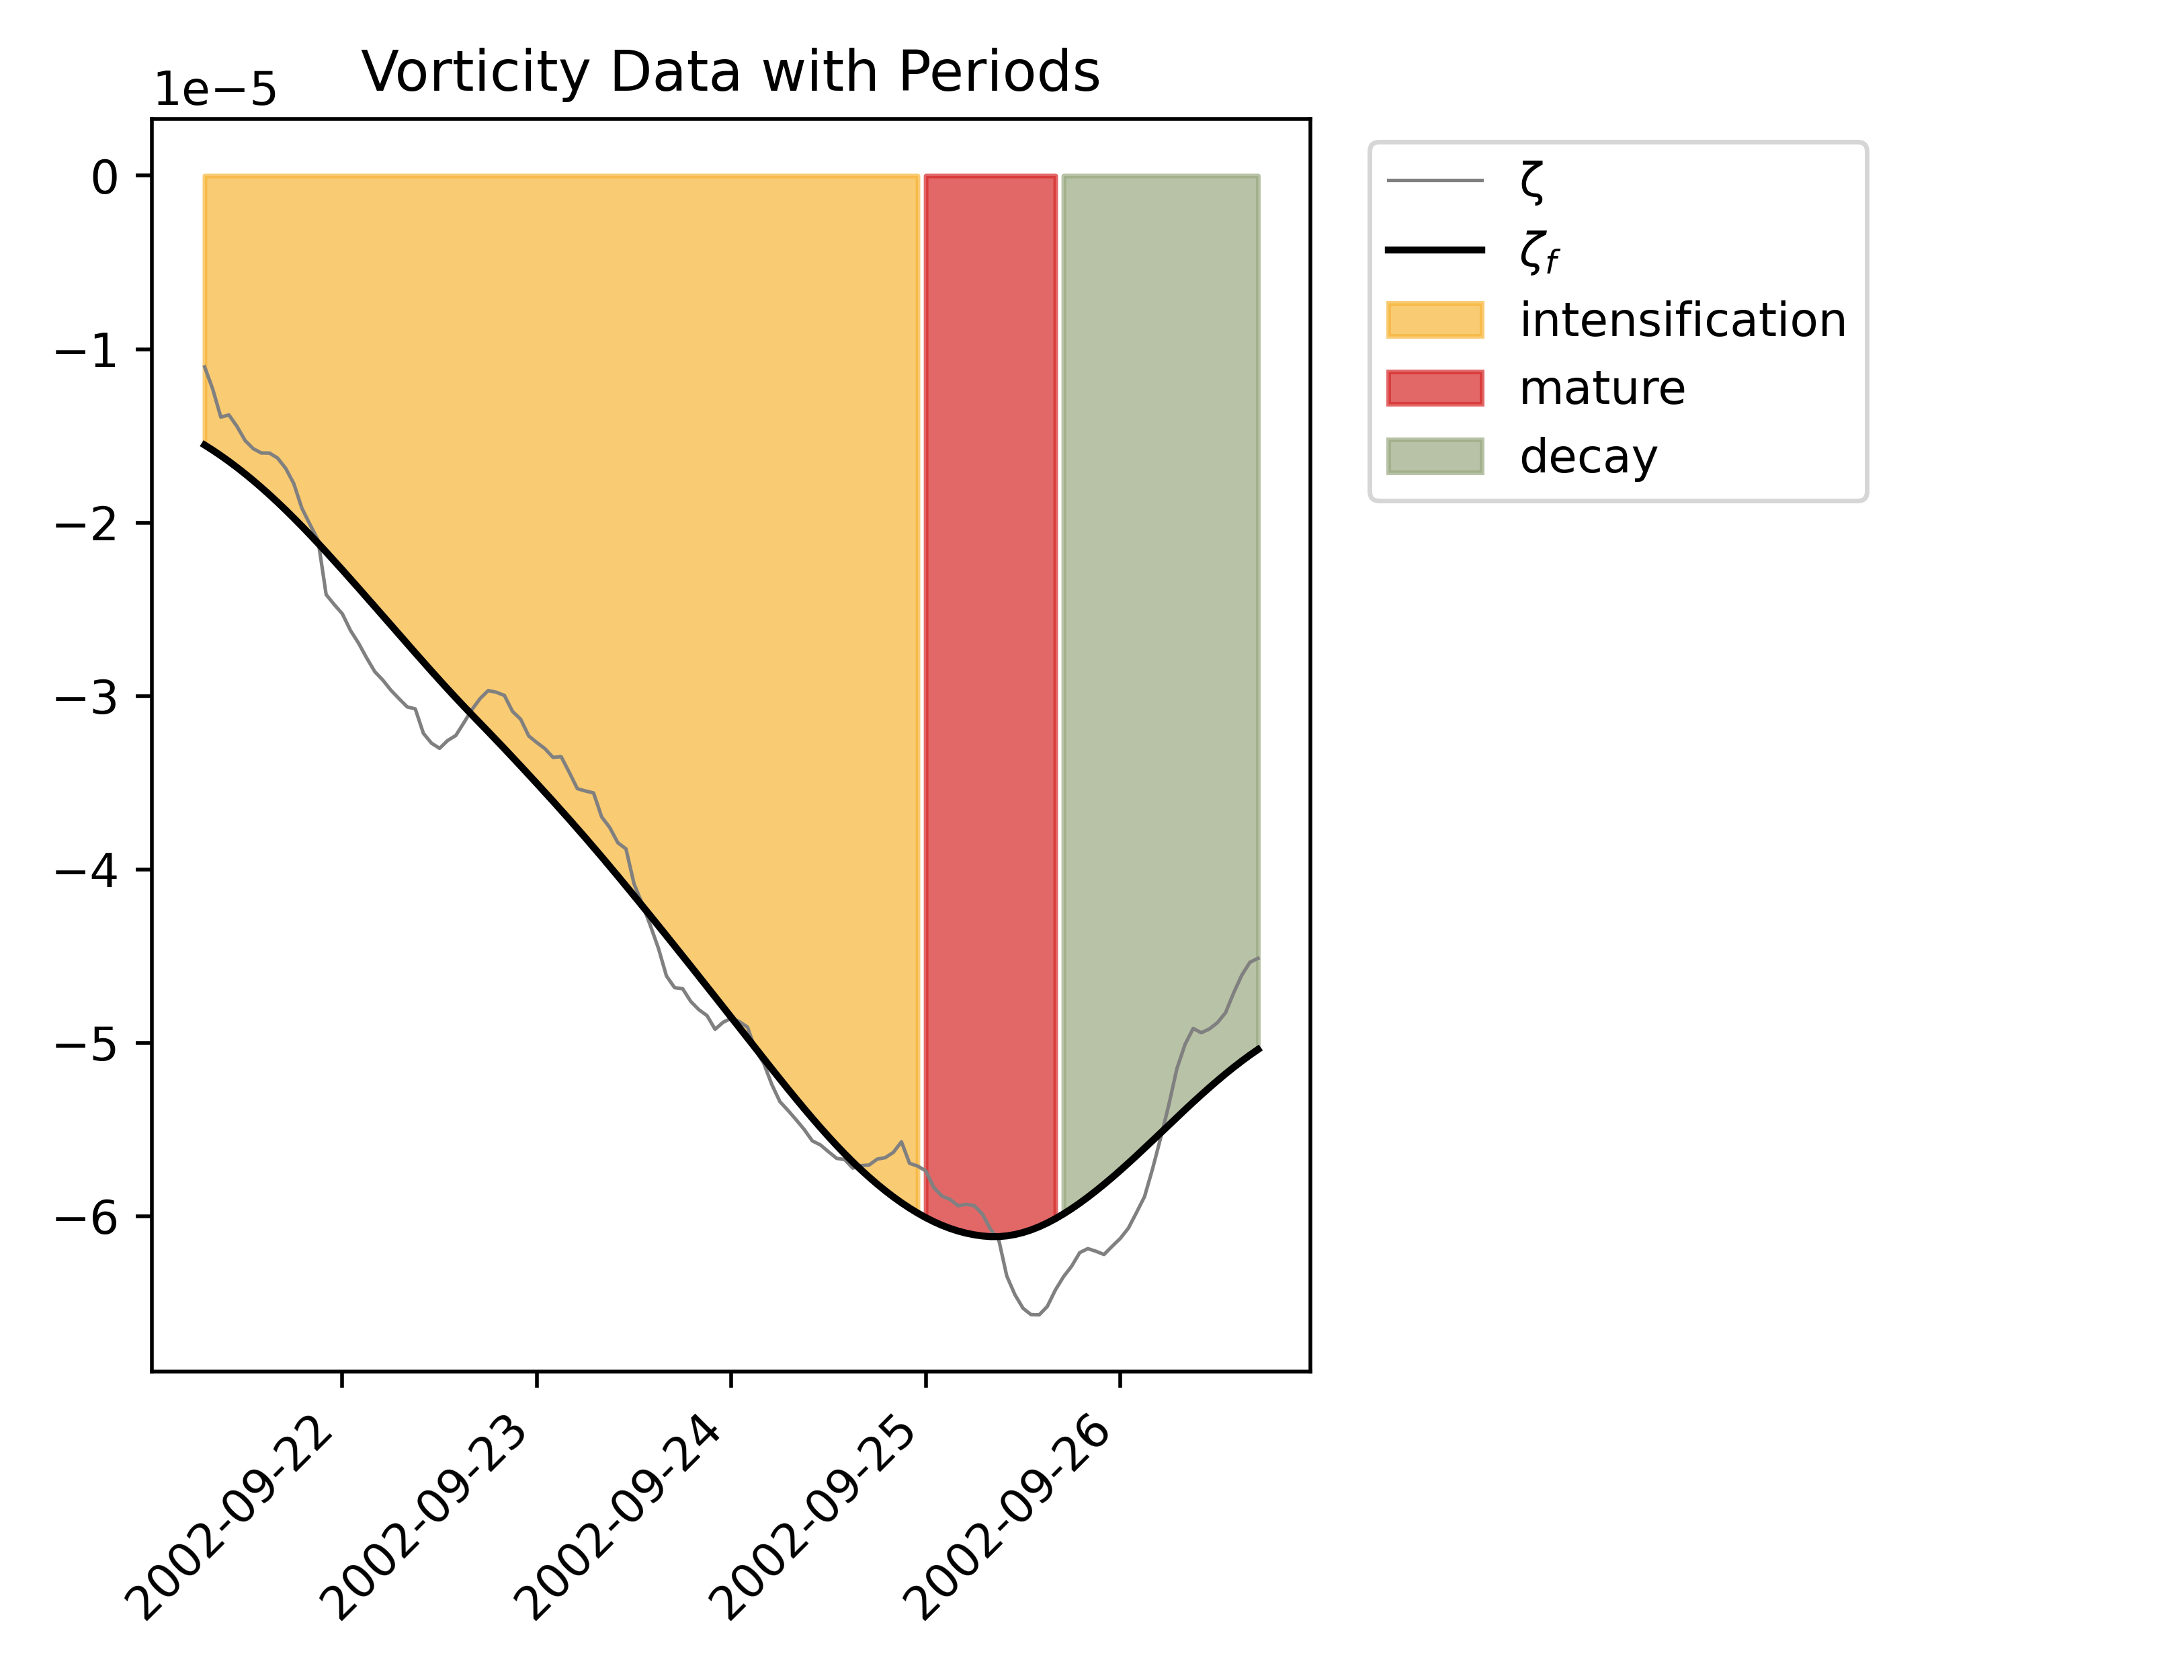 Vorticity Data with Periods
1e−5
0
−1
−2
−3
−4
−5
−6
2002-09-22
2002-09-23
2002-09-24
2002-09-25
2002-09-26
ζ
ζf
intensification
mature
decay